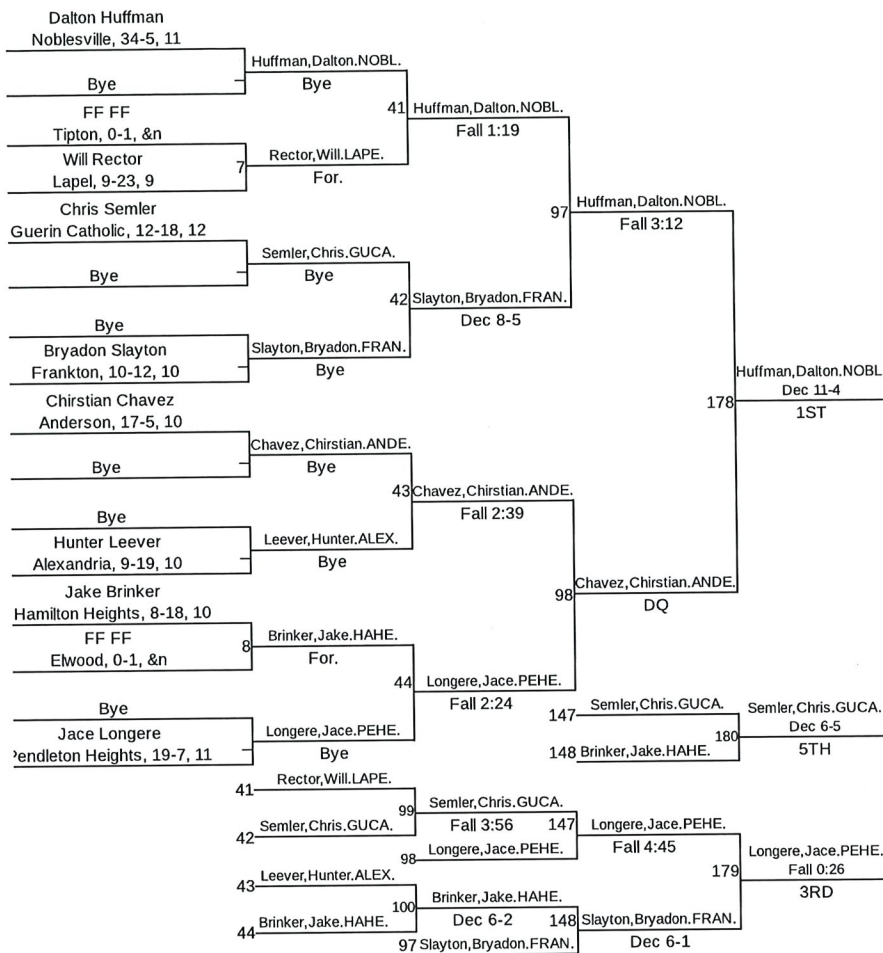 Dalton Huffman
Noblesville, 34-5, 11
Bye
FF FF
Tipton, 0-1, &n
Will Rector
Lapel, 9-23, 9
Chris Semler
Guerin Catholic, 12-18, 12
Bye
Bye
Bryadon Slayton
Frankton, 10-12, 10
Chirstian Chavez
Anderson, 17-5, 10
Bye
Bye
Hunter Leever
Alexandria, 9-19, 10
Jake Brinker
Hamilton Heights, 8-18, 10
FF FF
Elwood, 0-1, &n
Bye
Jace Longere
Pendleton Heights, 19-7, 11
Huffman,Dalton.NOBL.
Bye
7
Rector,Will.LAPE.
For.
Semler,Chris.GUCA.
Bye
Slayton,Bryadon.FRAN.
Bye
Chavez,Chirstian.ANDE.
Bye
Leever,Hunter.ALEX.
Bye
8
Brinker,Jake.HAHE.
For.
Longere,Jace.PEHE.
Bye
41
Huffman,Dalton.NOBL.
Fall 1:19
42
Slayton,Bryadon.FRAN.
Dec 8-5
43
Chavez,Chirstian.ANDE.
Fall 2:39
44
Longere,Jace.PEHE.
Fall 2:24
97
Huffman,Dalton.NOBL.
Fall 3:12
98
Chavez,Chirstian.ANDE.
DQ
178
Huffman,Dalton.NOBL
Dec 11-4
1ST
147
Semler,Chris.GUCA.
148
Brinker,Jake.HAHE.
180
Semler,Chris.GUCA.
Dec 6-5
5TH
41
Rector,Will.LAPE.
42
Semler,Chris.GUCA.
99
Semler,Chris.GUCA.
Fall 3:56
98
Longere,Jace.PEHE.
147
Longere,Jace.PEHE.
Fall 4:45
43
Leever,Hunter.ALEX.
44
Brinker,Jake.HAHE.
100
Brinker,Jake.HAHE.
Dec 6-2
97
Slayton,Bryadon.FRAN.
148
Slayton,Bryadon.FRAN.
Dec 6-1
179
Longere,Jace.PEHE.
Fall 0:26
3RD